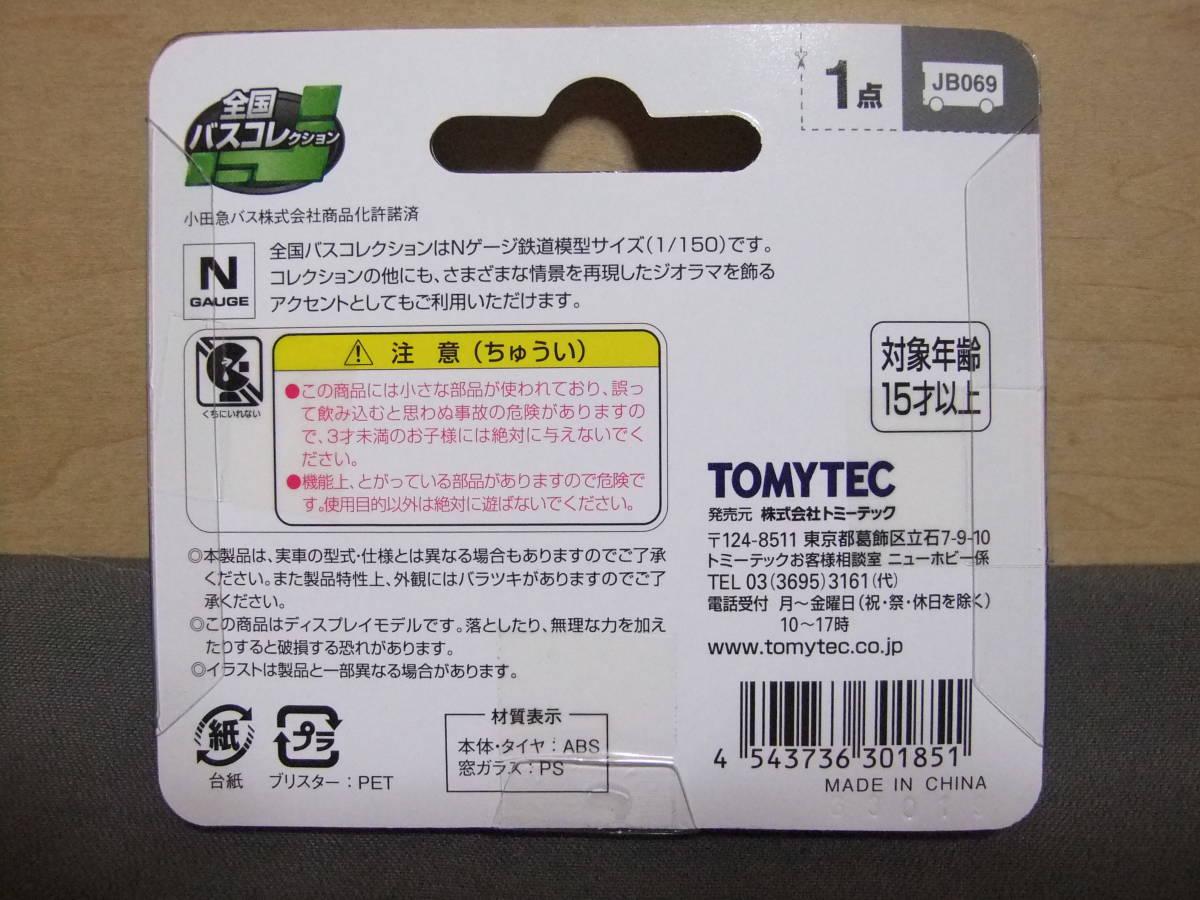 全国
バスコレクション
1点
JB069
小田急バス株式会社商品化許諾済
N
GAUGE
全国バスコレクションはNゲージ鉄道模型サイズ(1/150)です。
コレクションの他にも、さまざまな情景を再現したジオラマを飾る
アクセントとしてもご利用いただけます。
くちにいれない
注 意 (ちゅうい)
●この商品には小さな部品が使われており、誤っ
て飲み込むと思わぬ事故の危険がありますの
で、3才未満のお子様には絶対に与えないでく
ださい。
●機能上、とがっている部品がありますので危険で
す。使用目的以外は絶対に遊ばないでください。
対象年齢
15才以上
TOMYTEC
発売元 株式会社トミーテック
〒124-8511 東京都葛飾区立石7-9-10
トミーテックお客様相談室 ニューホビー係
TEL 03(3695)3161(代)
電話受付 月～金曜日(祝・祭・休日を除く)
10～17時
www.tomytec.co.jp
◎本製品は、実車の型式・仕様とは異なる場合もありますのでご了承
ください。また製品特性上、外観にはバラツキがありますのでご了
承ください。
◎この商品はディスプレイモデルです。落としたり、無理な力を加え
たりすると破損する恐れがあります。
◎イラストは製品と一部異なる場合があります。
紙
台紙
プラ
ブリスター：PET
材質表示
本体・タイヤ：ABS
窓ガラス：PS
4 543736 301851
MADE IN CHINA